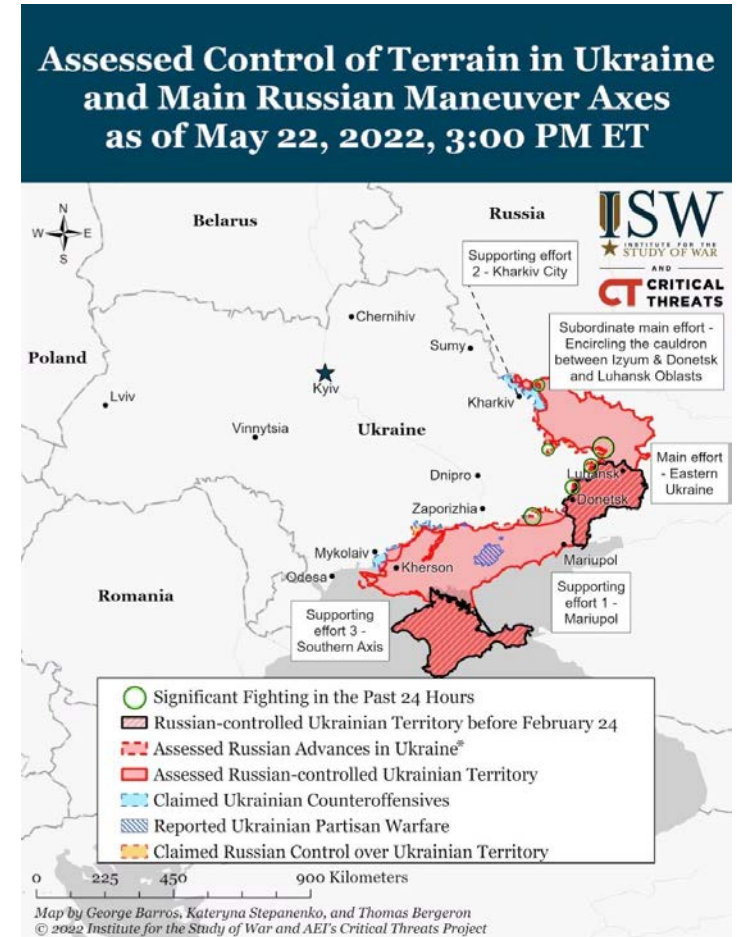 Assessed Control of Terrain in Ukraine
and Main Russian Maneuver Axes
as of May 22, 2022, 3:00 PM ET
N
W
E
S
Belarus
Russia
ISW
INSTITUTE FOR THE
STUDY OF WAR
AND
CT CRITICAL
THREATS
Supporting effort
2 - Kharkiv City
Subordinate main effort -
Encircling the cauldron
between Izyum & Donetsk
and Luhansk Oblasts
Chernihiv
Sumy
Poland
Kyiv
Lviv
Kharkiv
Vinnytsia
Ukraine
Main effort
- Eastern
Ukraine
Luhansk
Dnipro
Donetsk
Zaporizhia
Mykolaiv
Mariupol
Kherson
Odesa
Romania
Supporting
effort 1 -
Mariupol
Supporting
effort 3 -
Southern Axis
Significant Fighting in the Past 24 Hours
Russian-controlled Ukrainian Territory before February 24
Assessed Russian Advances in Ukraine*
Assessed Russian-controlled Ukrainian Territory
Claimed Ukrainian Counteroffensives
Reported Ukrainian Partisan Warfare
Claimed Russian Control over Ukrainian Territory
0 225 450 900 Kilometers
Map by George Barros, Kateryna Stepanenko, and Thomas Bergeron
© 2022 Institute for the Study of War and AEI's Critical Threats Project